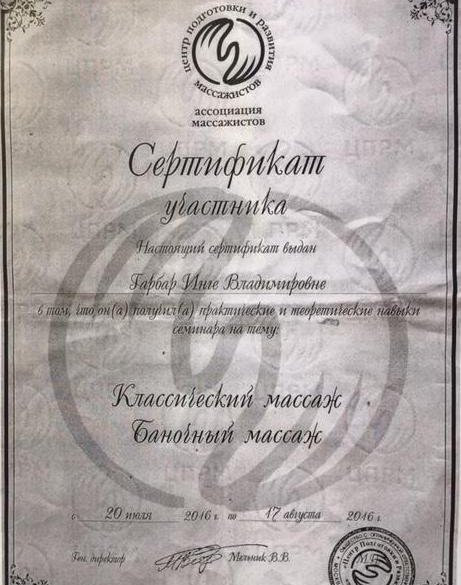 центр подготовки и развития
массажистов
ассоциация
массажистов
Сертификат
участника
Настоящий сертификат выдан
Гарбар Инге Владимировне
в том, что он(а) получил(а) практические и теоретические навыки
семинара на тему:
Классический массаж
Баночный массаж
с 20 июля 2016 г. по 17 августа 2016 г.
Ген. директор Мельник В.В.